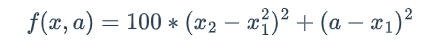 f(x, a) = 100 * (x₂ − x₁²)² + (a − x₁)²